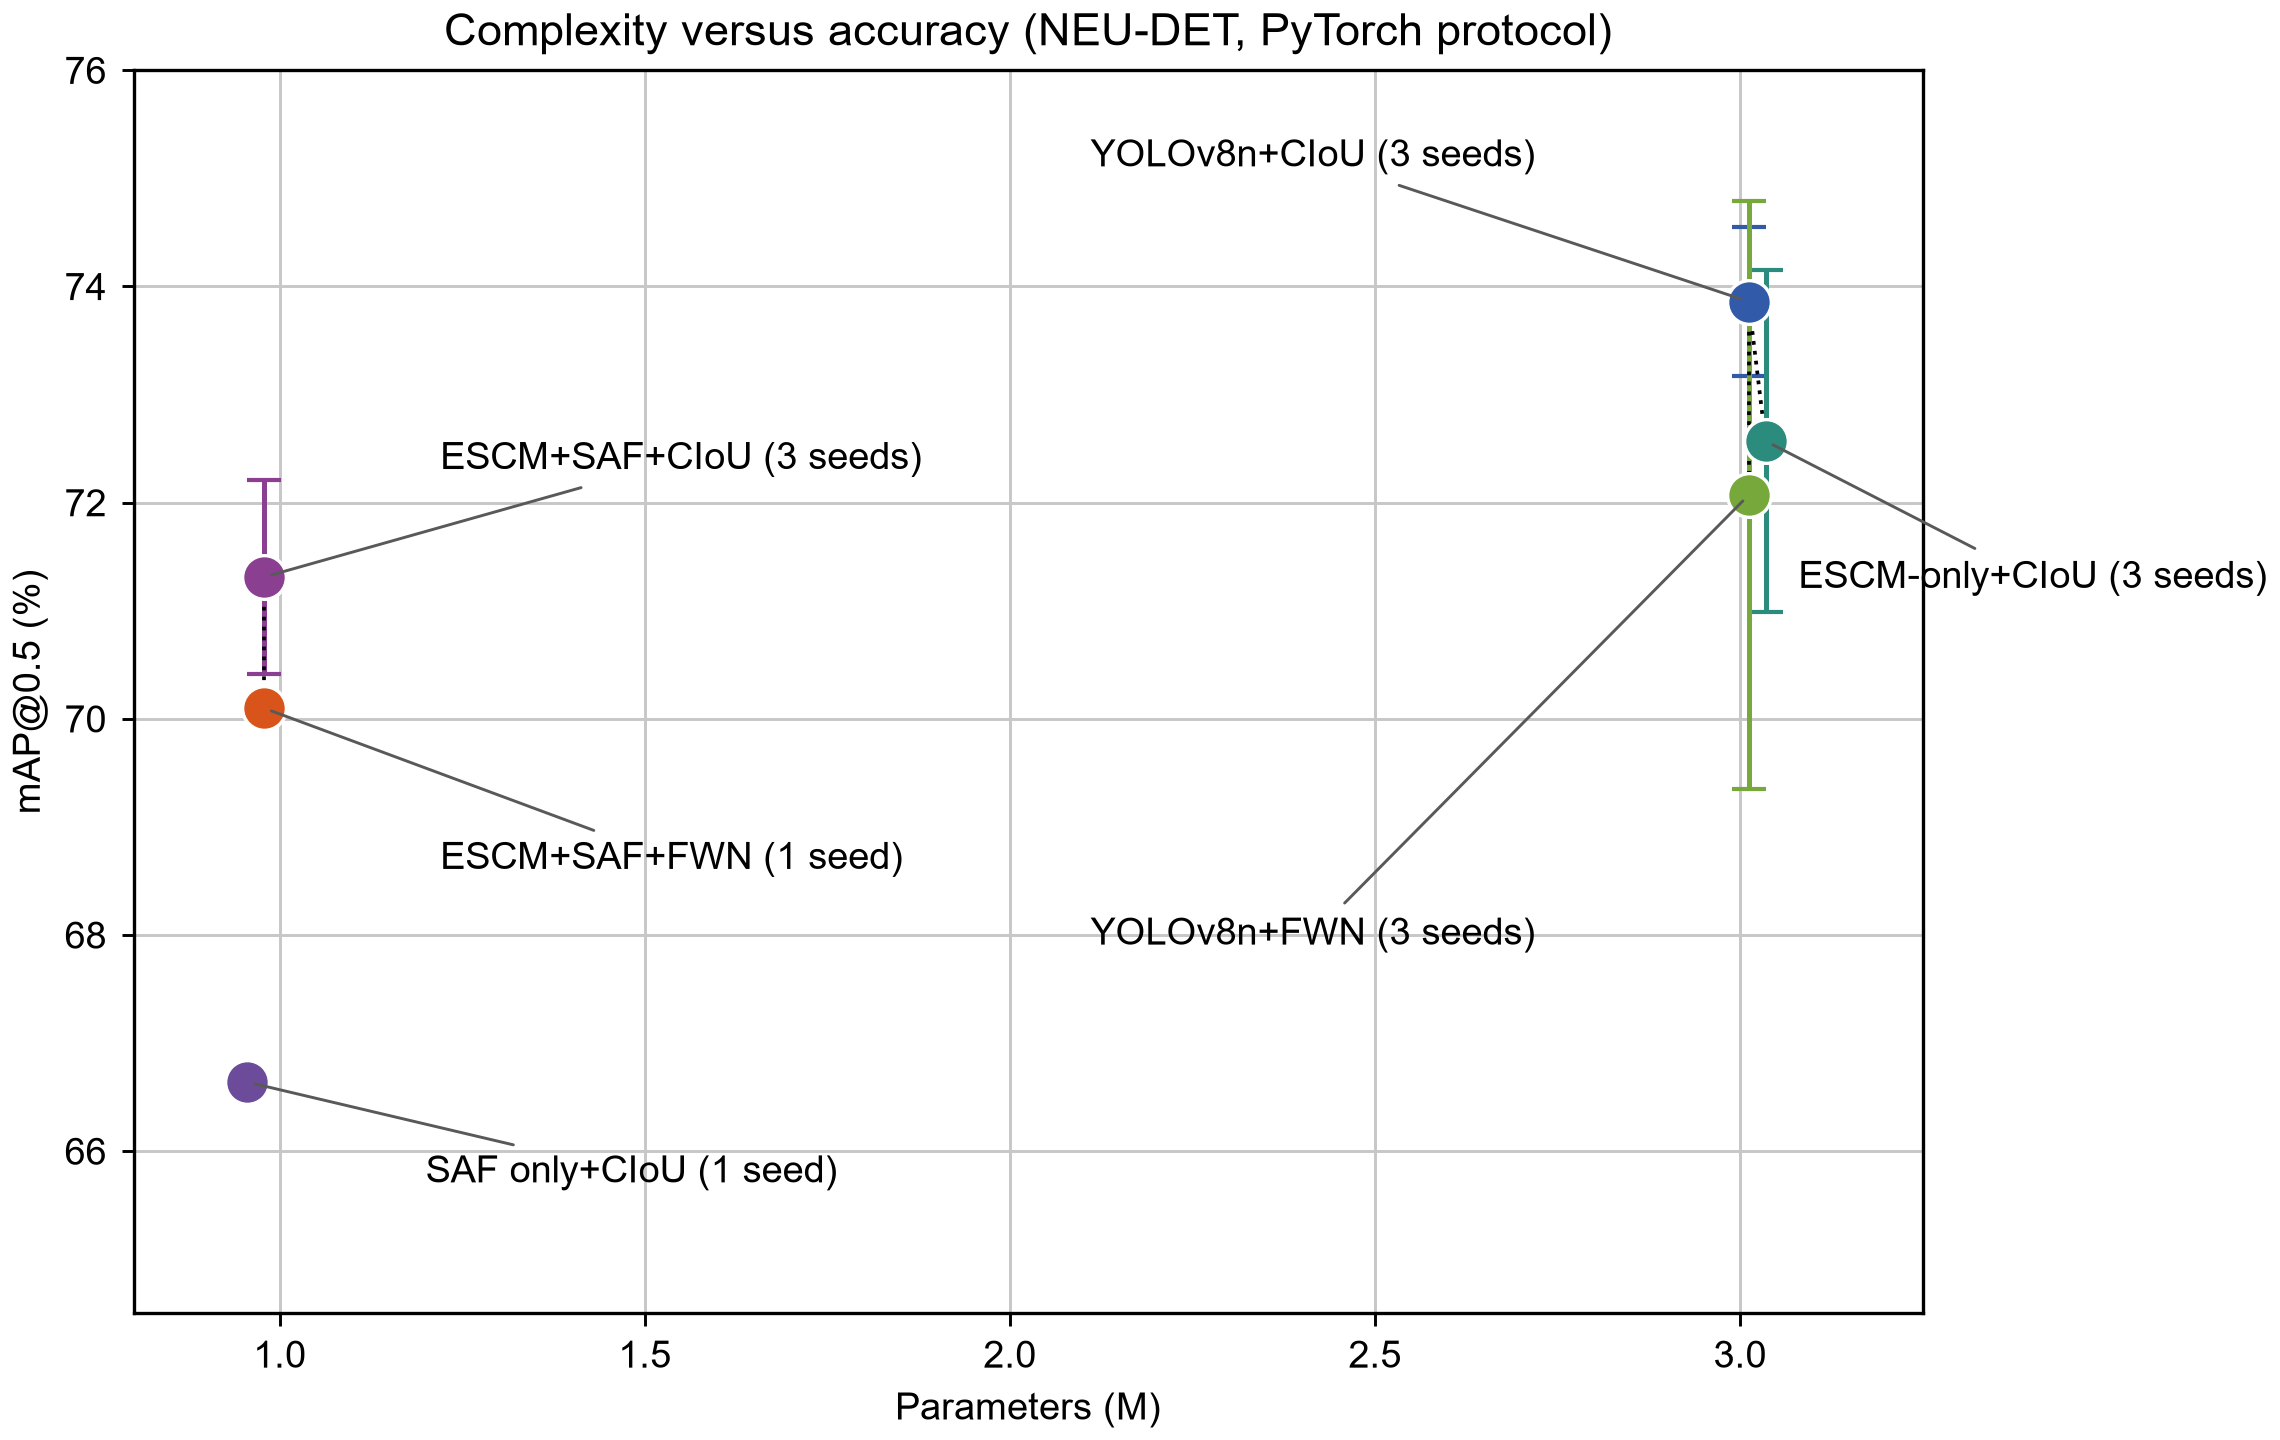 Complexity versus accuracy (NEU-DET, PyTorch protocol)
76
YOLOv8n+CIoU (3 seeds)
74
ESCM+SAF+CIoU (3 seeds)
72
ESCM-only+CIoU (3 seeds)
mAP@0.5 (%)
70
ESCM+SAF+FWN (1 seed)
YOLOv8n+FWN (3 seeds)
68
66
SAF only+CIoU (1 seed)
1.0 1.5 2.0 2.5 3.0
Parameters (M)